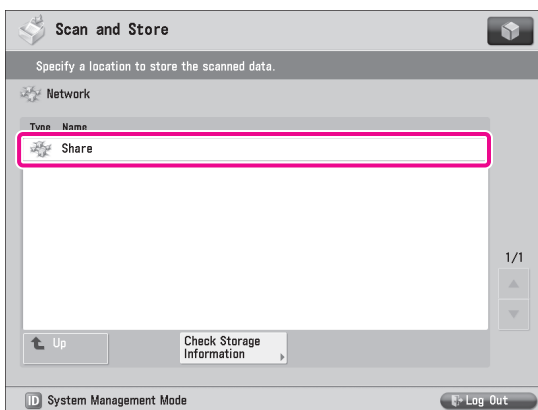 Scan and Store
Specify a location to store the scanned data.
Network
Type Name
Share
1/1
Up
Check Storage
Information
ID System Management Mode
Log Out